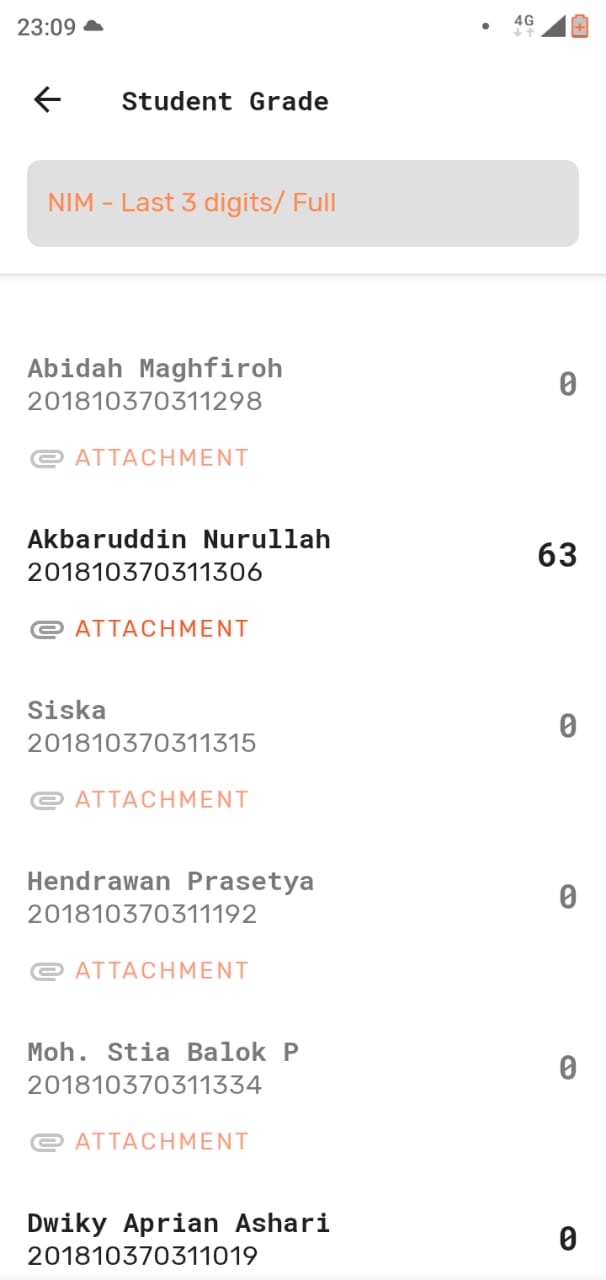 23:09
4G
Student Grade
NIM - Last 3 digits/ Full
Abidah Maghfiroh
0
201810370311298
ATTACHMENT
Akbaruddin Nurullah
63
201810370311306
ATTACHMENT
Siska
0
201810370311315
ATTACHMENT
Hendrawan Prasetya
0
201810370311192
ATTACHMENT
Moh. Stia Balok P
0
201810370311334
ATTACHMENT
Dwiky Aprian Ashari
0
201810370311019